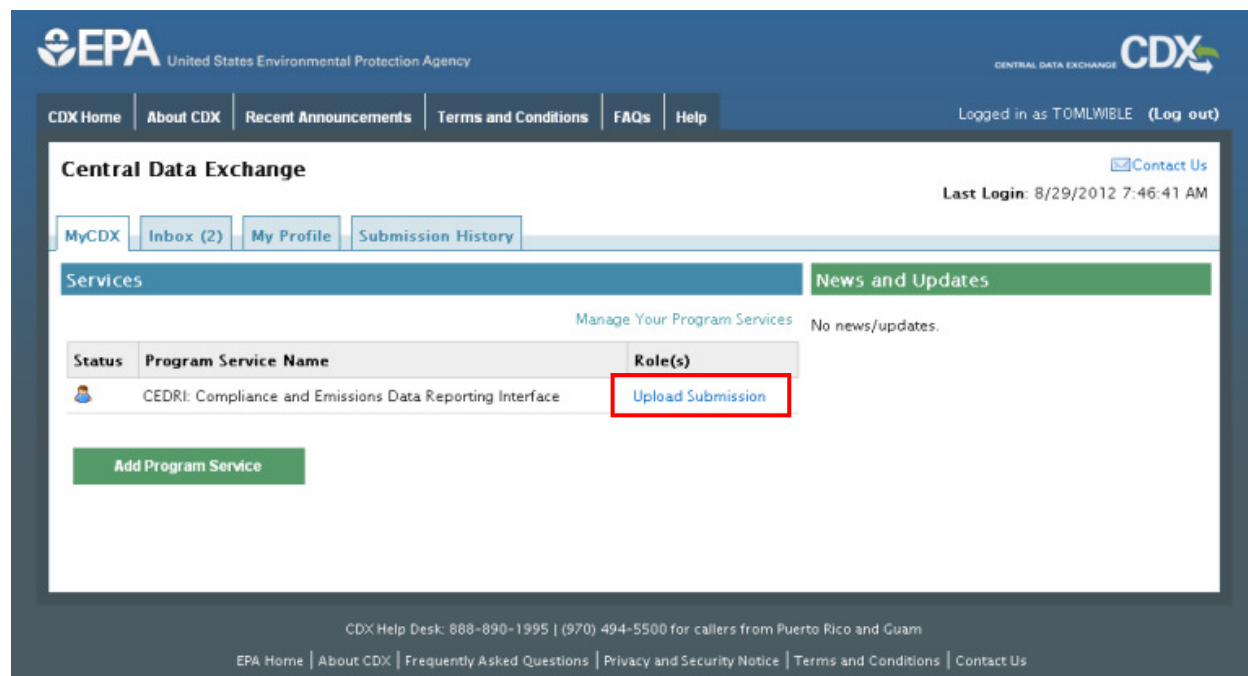 EPA United States Environmental Protection Agency
CENTRAL DATA EXCHANGE CDX
CDX Home About CDX Recent Announcements Terms and Conditions FAQs Help Logged in as TOMLWIBLE (Log out)
Central Data Exchange
Contact Us
Last Login: 8/29/2012 7:46:41 AM
MyCDX Inbox (2) My Profile Submission History
Services
News and Updates
Manage Your Program Services
No news/updates.
Status Program Service Name Role(s)
CEDRI: Compliance and Emissions Data Reporting Interface Upload Submission
Add Program Service
CDX Help Desk: 888-890-1995 | (970) 494-5500 for callers from Puerto Rico and Guam
EPA Home | About CDX | Frequently Asked Questions | Privacy and Security Notice | Terms and Conditions | Contact Us